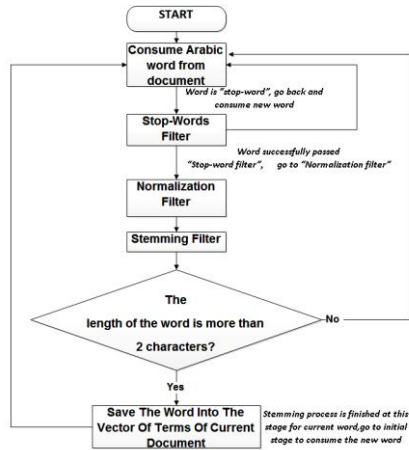 START
Consume Arabic
word from
document
Word is "stop-word", go back and
consume new word
Stop-Words
Filter
Word successfully passed
"Stop-word filter", go to "Normalization filter"
Normalization
Filter
Stemming Filter
The
length of the word is more than
2 characters?
No
Yes
Save The Word Into The
Vector Of Terms Of Current
Document
Stemming process is finished at this
stage for current word,go to initial
stage to consume the new word